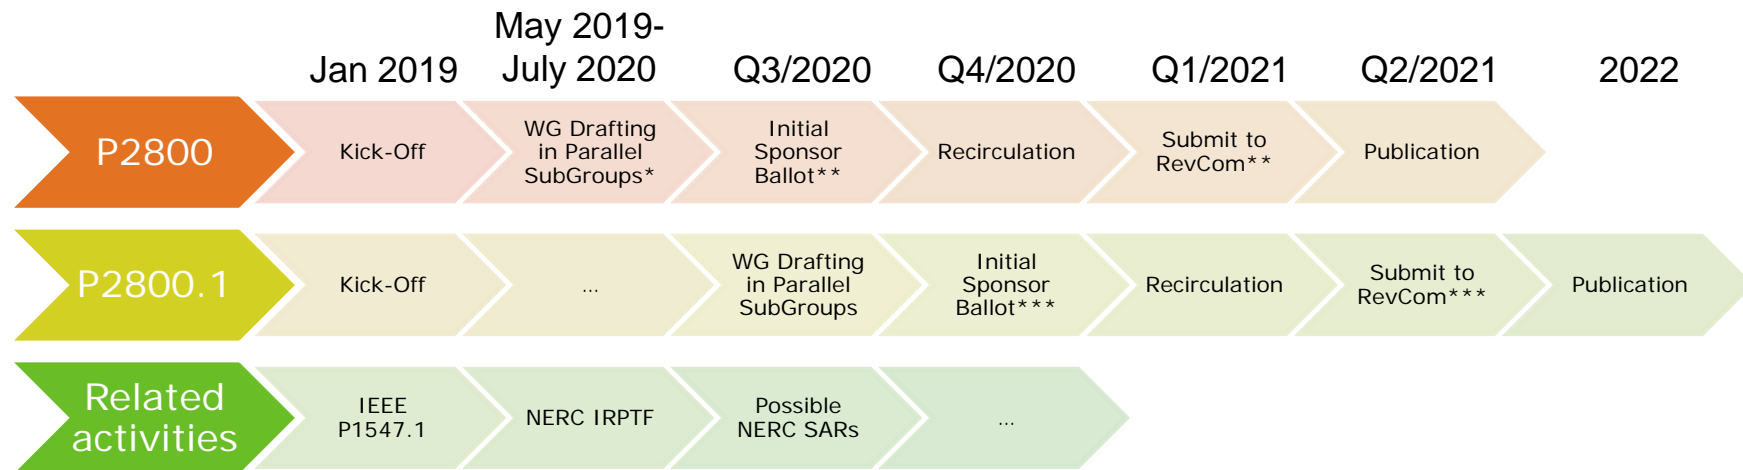 May 2019-
Jan 2019 July 2020 Q3/2020 Q4/2020 Q1/2021 Q2/2021 2022
P2800
Kick-Off
WG Drafting
in Parallel
SubGroups*
Initial
Sponsor
Ballot**
Recirculation
Submit to
RevCom**
Publication
P2800.1
Kick-Off
...
WG Drafting
in Parallel
SubGroups
Initial
Sponsor
Ballot***
Recirculation
Submit to
RevCom***
Publication
Related
activities
IEEE
P1547.1
NERC IRPTF
Possible
NERC SARs
...